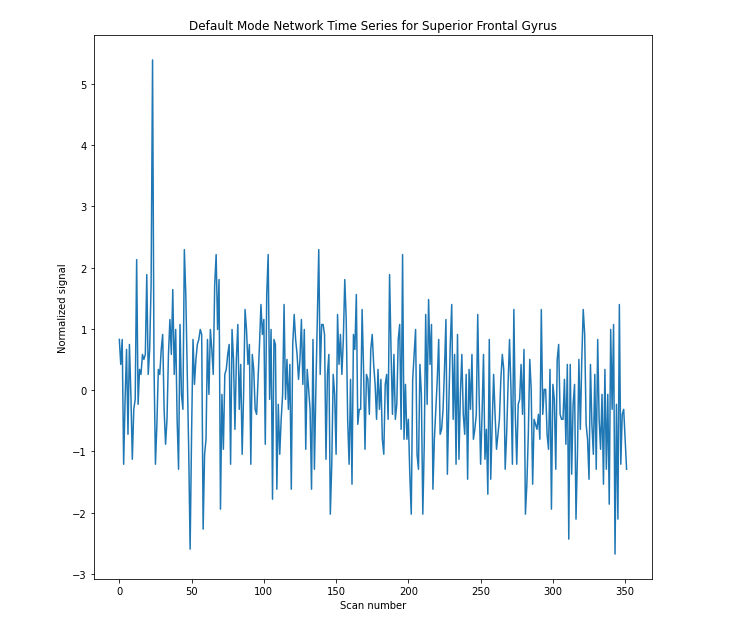 Default Mode Network Time Series for Superior Frontal Gyrus
Normalized signal
5
4
3
2
1
0
−1
−2
−3
0 50 100 150 200 250 300 350
Scan number